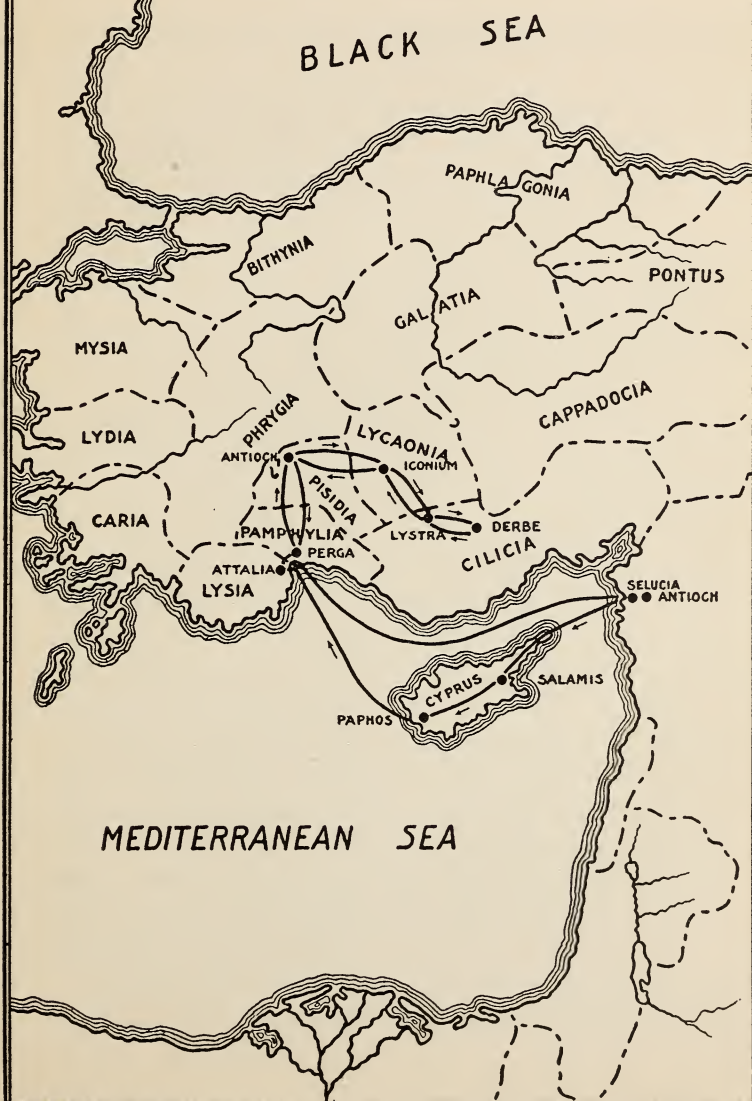 BLACK SEA
PAPHLAGONIA
BITHYNIA
PONTUS
GALATIA
MYSIA
CAPPADOCIA
PHRYGIA
LYDIA
LYCAONIA
ANTIOCH
ICONIUM
PISIDIA
CARIA
PAMPHYLIA
LYSTRA
DERBE
PERGA
CILICIA
ATTALIA
LYSIA
SELUCIA
ANTIOCH
CYPRUS
SALAMIS
PAPHOS
MEDITERRANEAN SEA